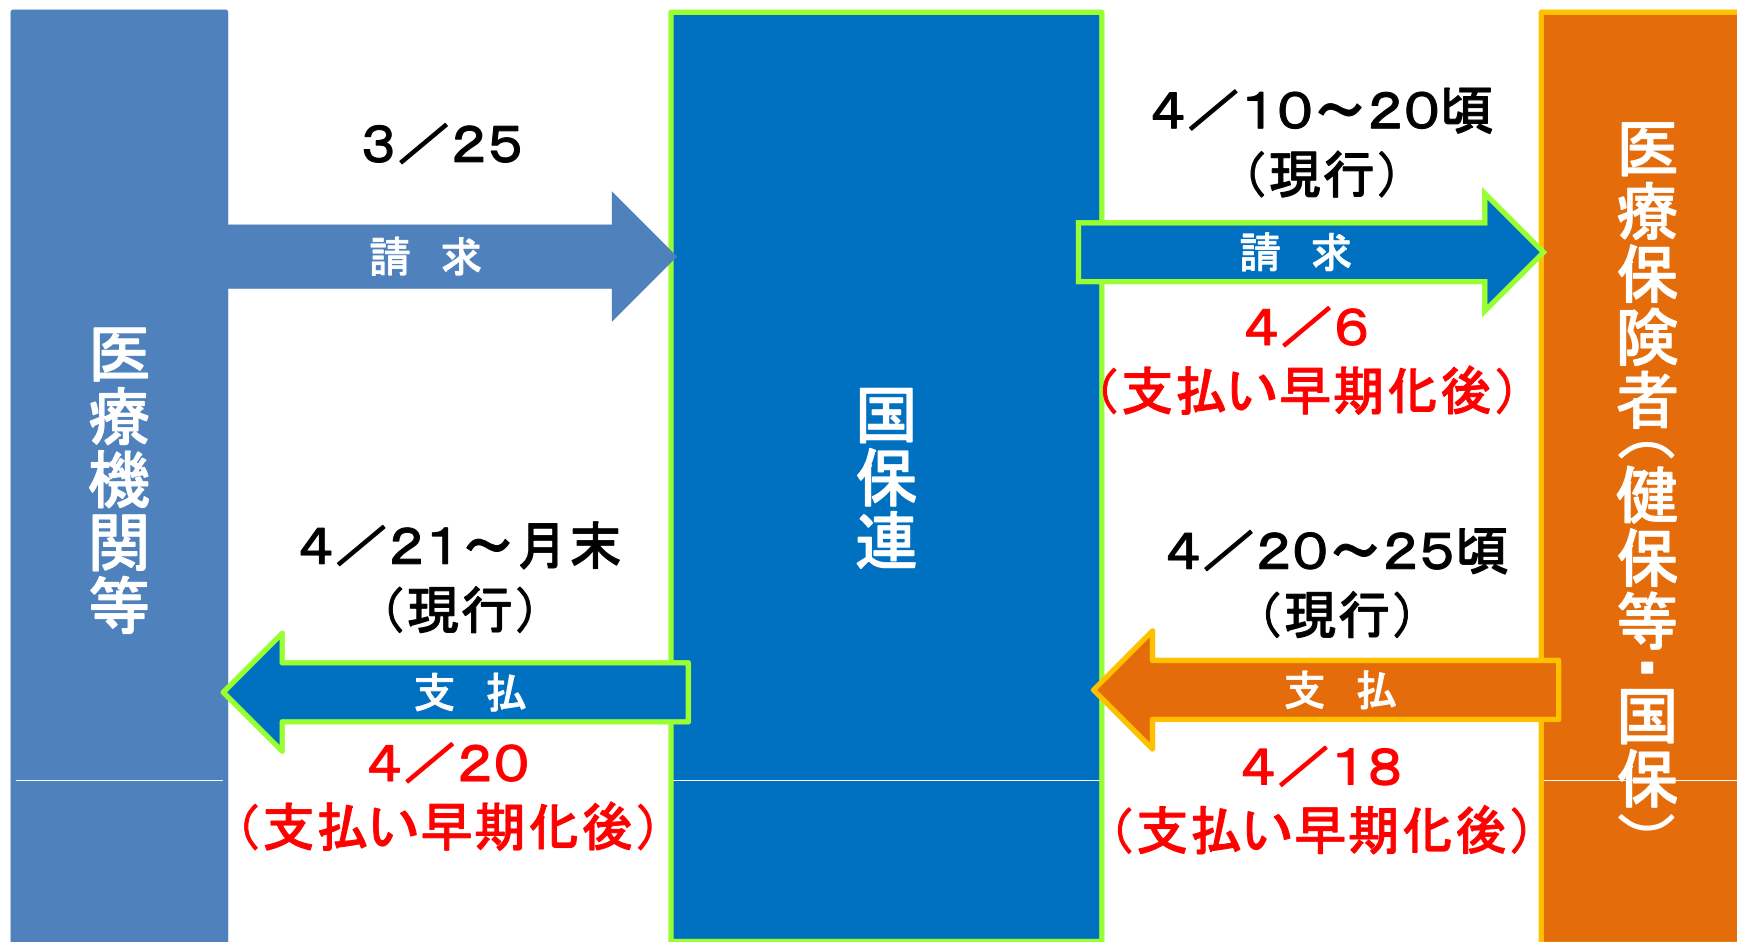 医療機関等
３／２５
請　求
４／２１～月末
（現行）
支　払
４／２０
（支払い早期化後）
国保連
４／１０～２０頃
（現行）
請　求
４／６
（支払い早期化後）
４／２０～２５頃
（現行）
支　払
４／１８
（支払い早期化後）
医療保険者（健保等・国保）